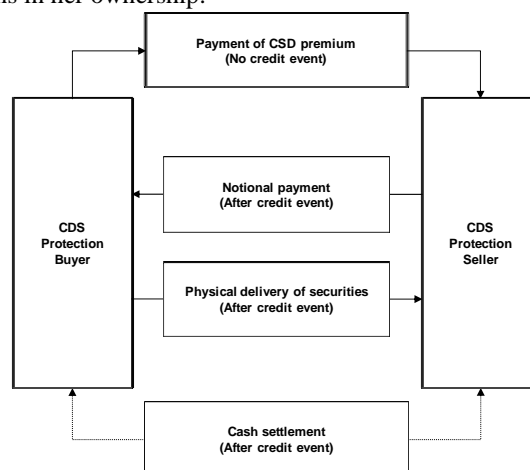 ns in her ownership.
Payment of CSD premium
(No credit event)
Notional payment
(After credit event)
CDS
Protection
Buyer
CDS
Protection
Seller
Physical delivery of securities
(After credit event)
Cash settlement
(After credit event)